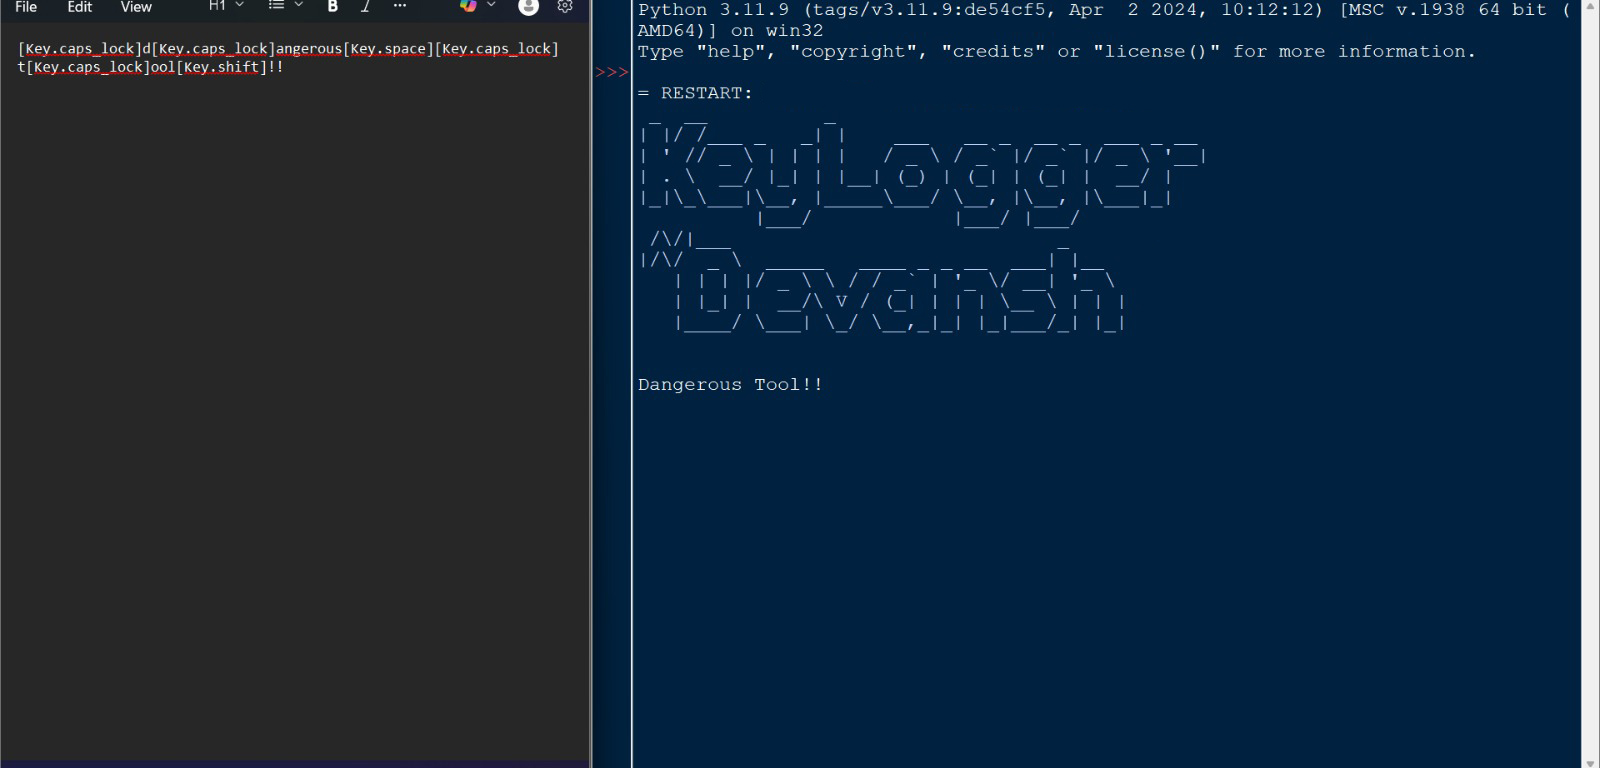 File Edit View H1 B I ...
[Key.caps_lock]d[Key.caps_lock]angerous[Key.space][Key.caps_lock]
t[Key.caps_lock]ool[Key.shift]!!
Python 3.11.9 (tags/v3.11.9:de54cf5, Apr  2 2024, 10:12:12) [MSC v.1938 64 bit (
AMD64)] on win32
Type "help", "copyright", "credits" or "license()" for more information.
>>>
= RESTART:
KeyLogger
~Devansh
Dangerous Tool!!